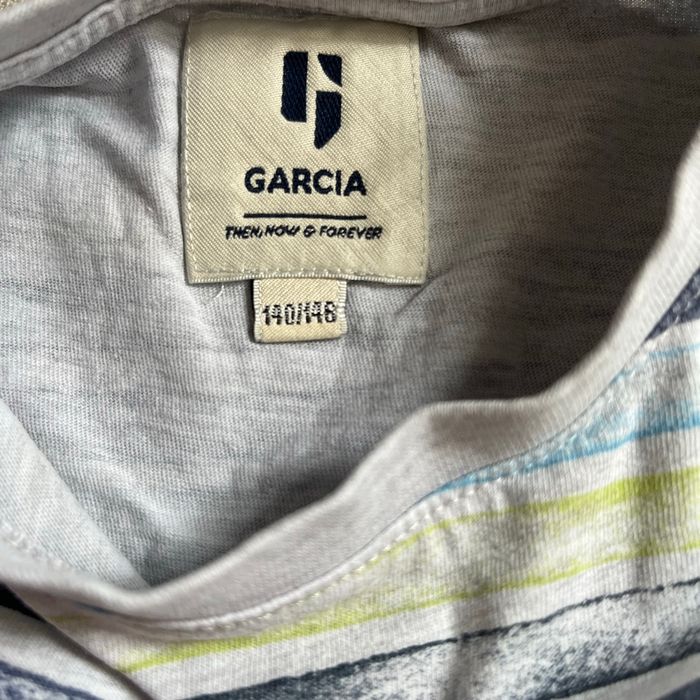 GARCIA
THEN, NOW & FOREVER
140/146